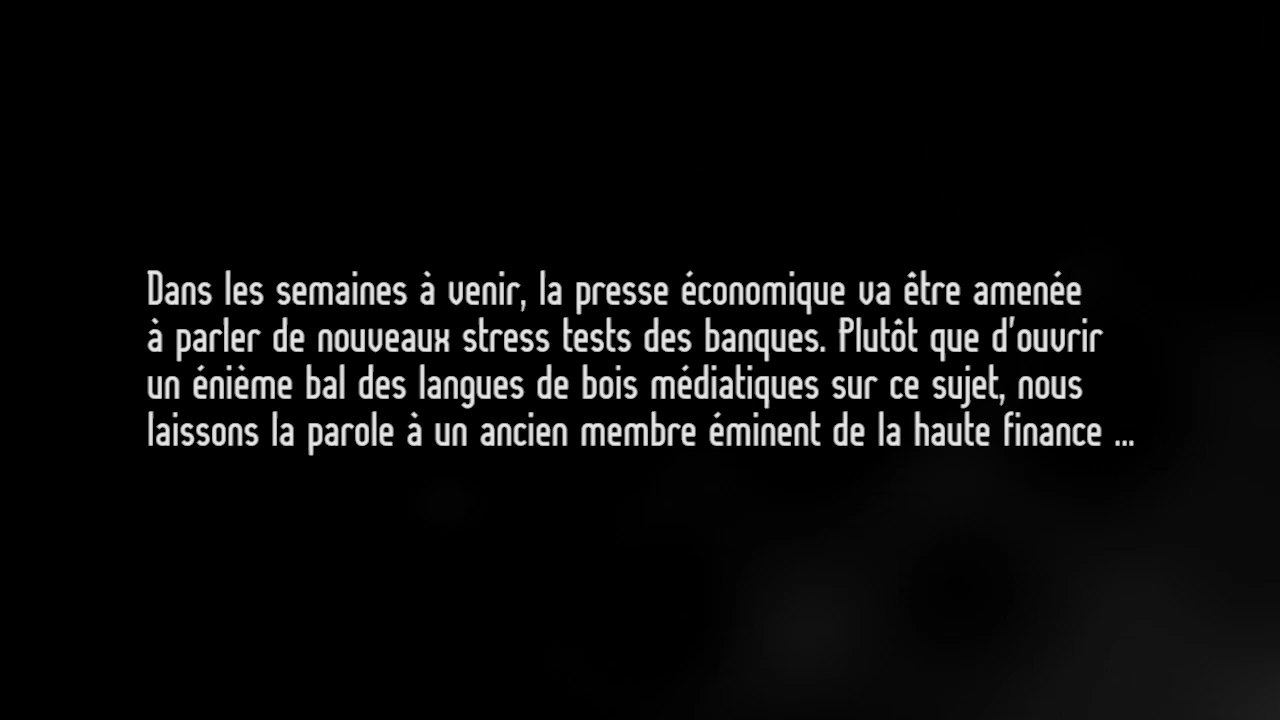 Dans les semaines à venir, la presse économique va être amenée
à parler de nouveaux stress tests des banques. Plutôt que d'ouvrir
un énième bal des langues de bois médiatiques sur ce sujet, nous
laissons la parole à un ancien membre éminent de la haute finance ...